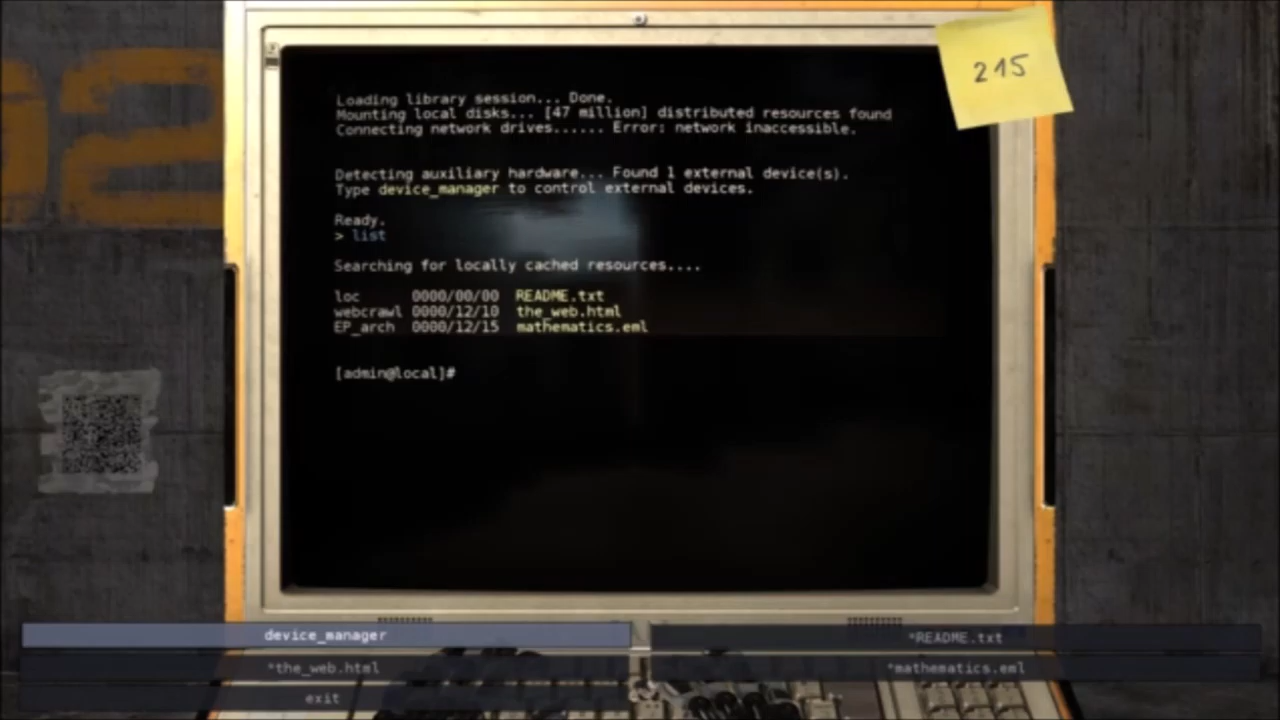 02
215
Loading library session... Done.
Mounting local disks... [47 million] distributed resources found
Connecting network drives...... Error: network inaccessible.
Detecting auxiliary hardware... Found 1 external device(s).
Type device_manager to control external devices.
Ready.
> list
Searching for locally cached resources....
loc 0000/00/00 README.txt
webcrawl 0000/12/10 the_web.html
EP_arch 0000/12/15 mathematics.eml
[admin@local]#
device_manager
*README.txt
*the_web.html
*mathematics.eml
exit